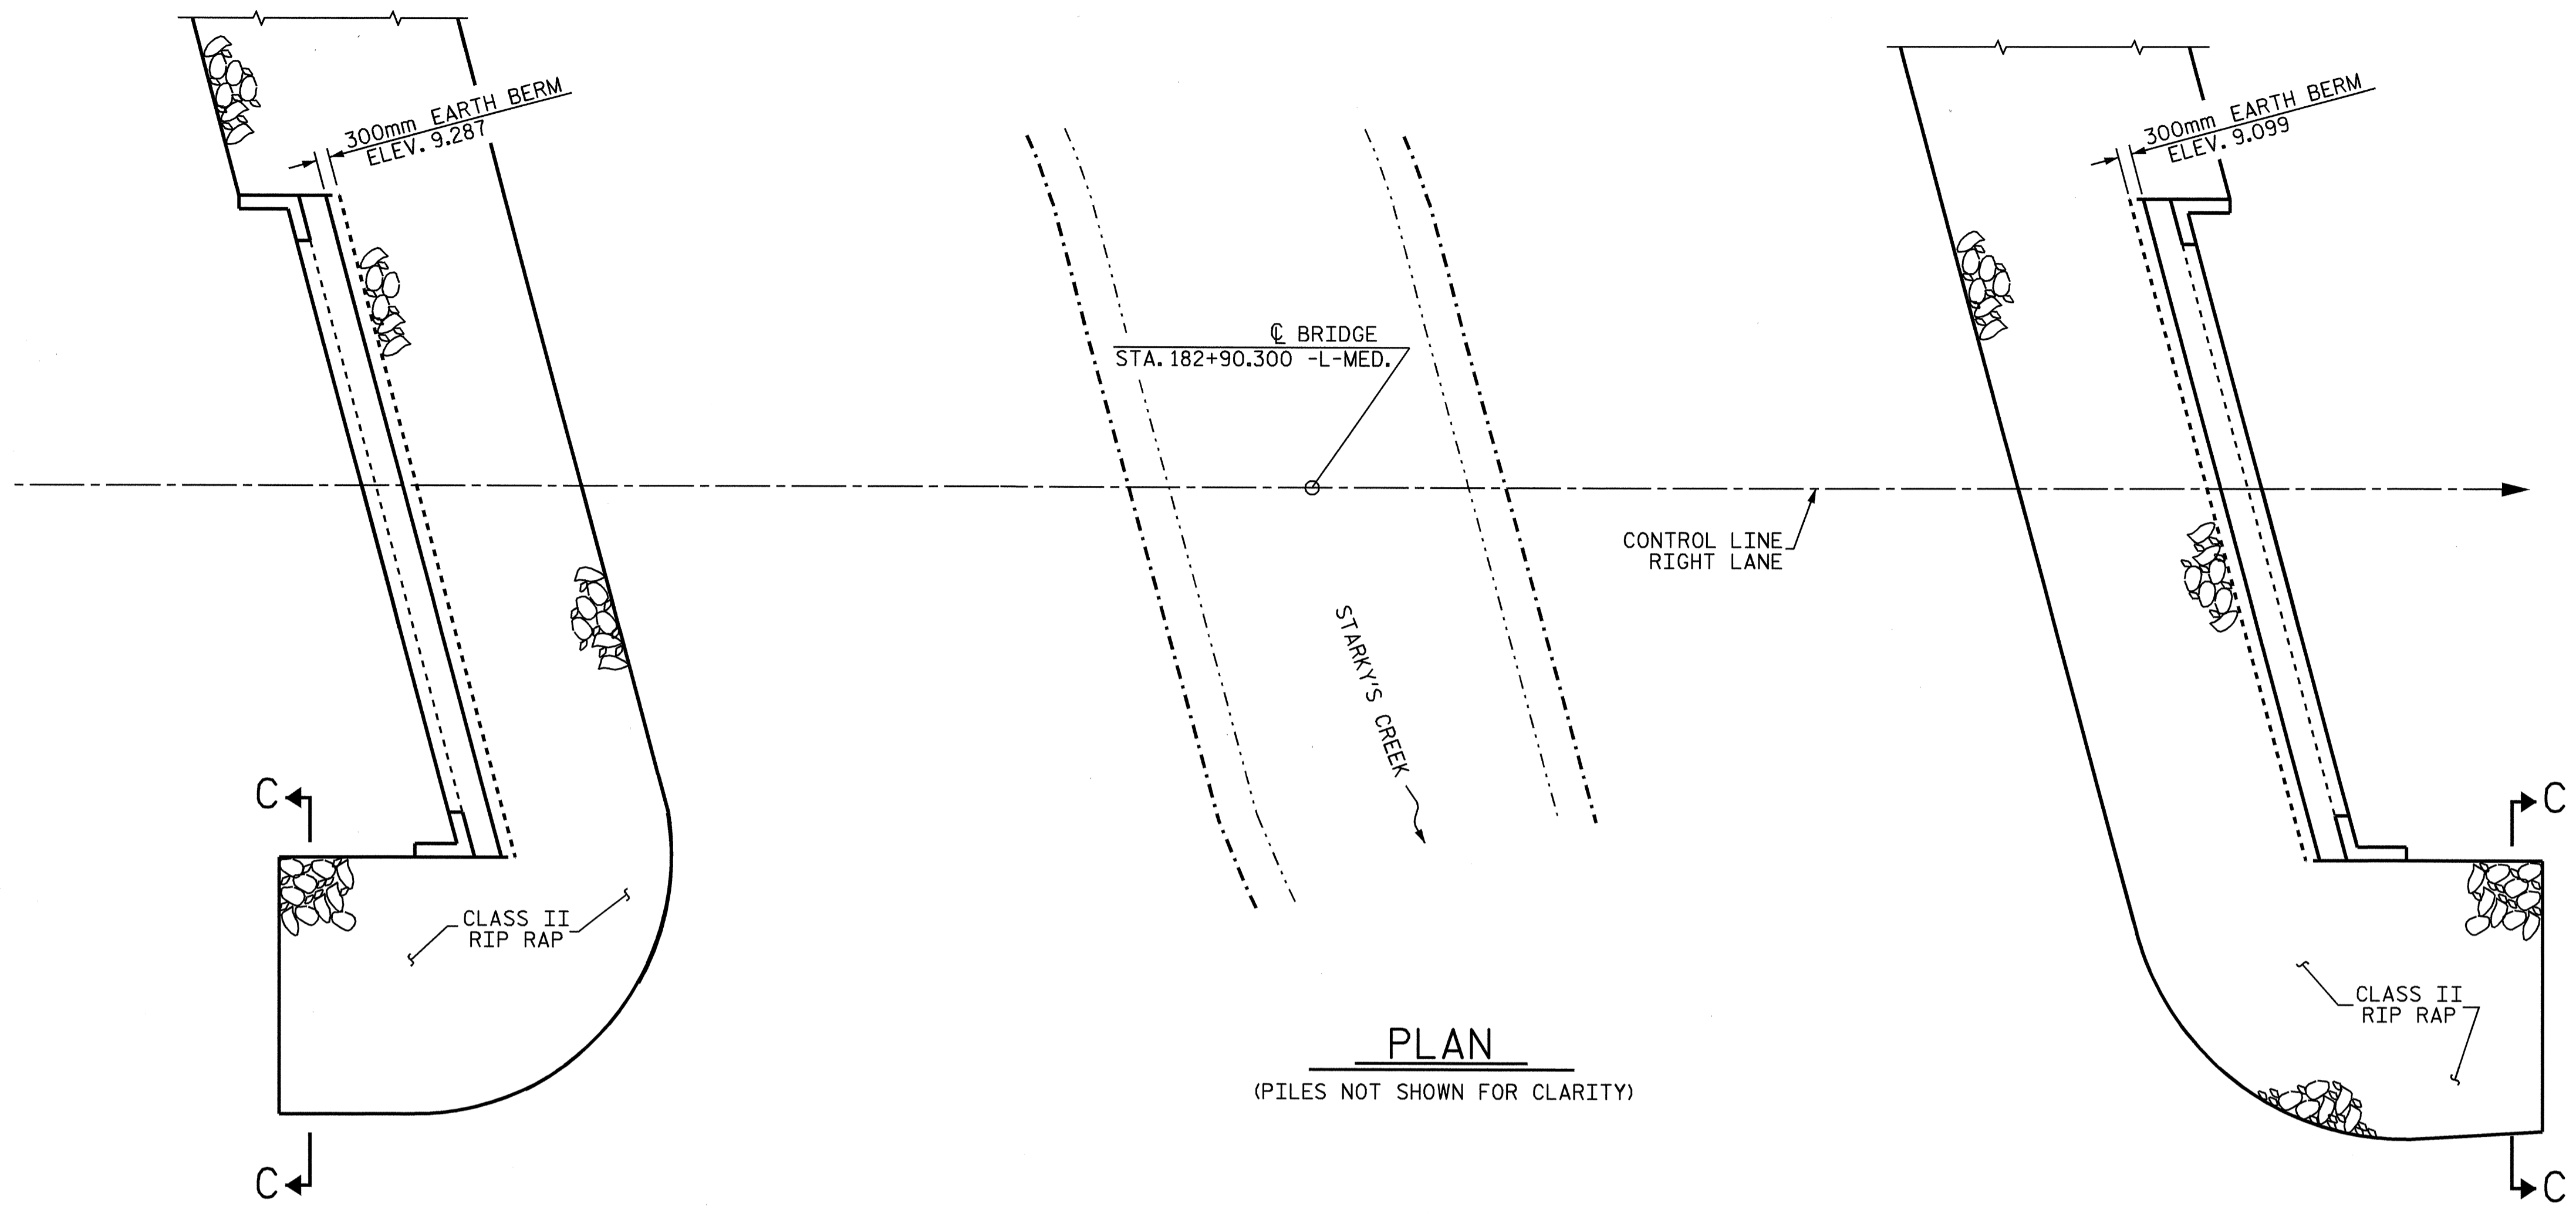 300mm EARTH BERM
ELEV. 9.287
300mm EARTH BERM
ELEV. 9.099
℄ BRIDGE
STA. 182+90.300 -L-MED.
CONTROL LINE
RIGHT LANE
STARKY'S CREEK
C
C
CLASS II
RIP RAP
CLASS II
RIP RAP
PLAN
(PILES NOT SHOWN FOR CLARITY)
C
C